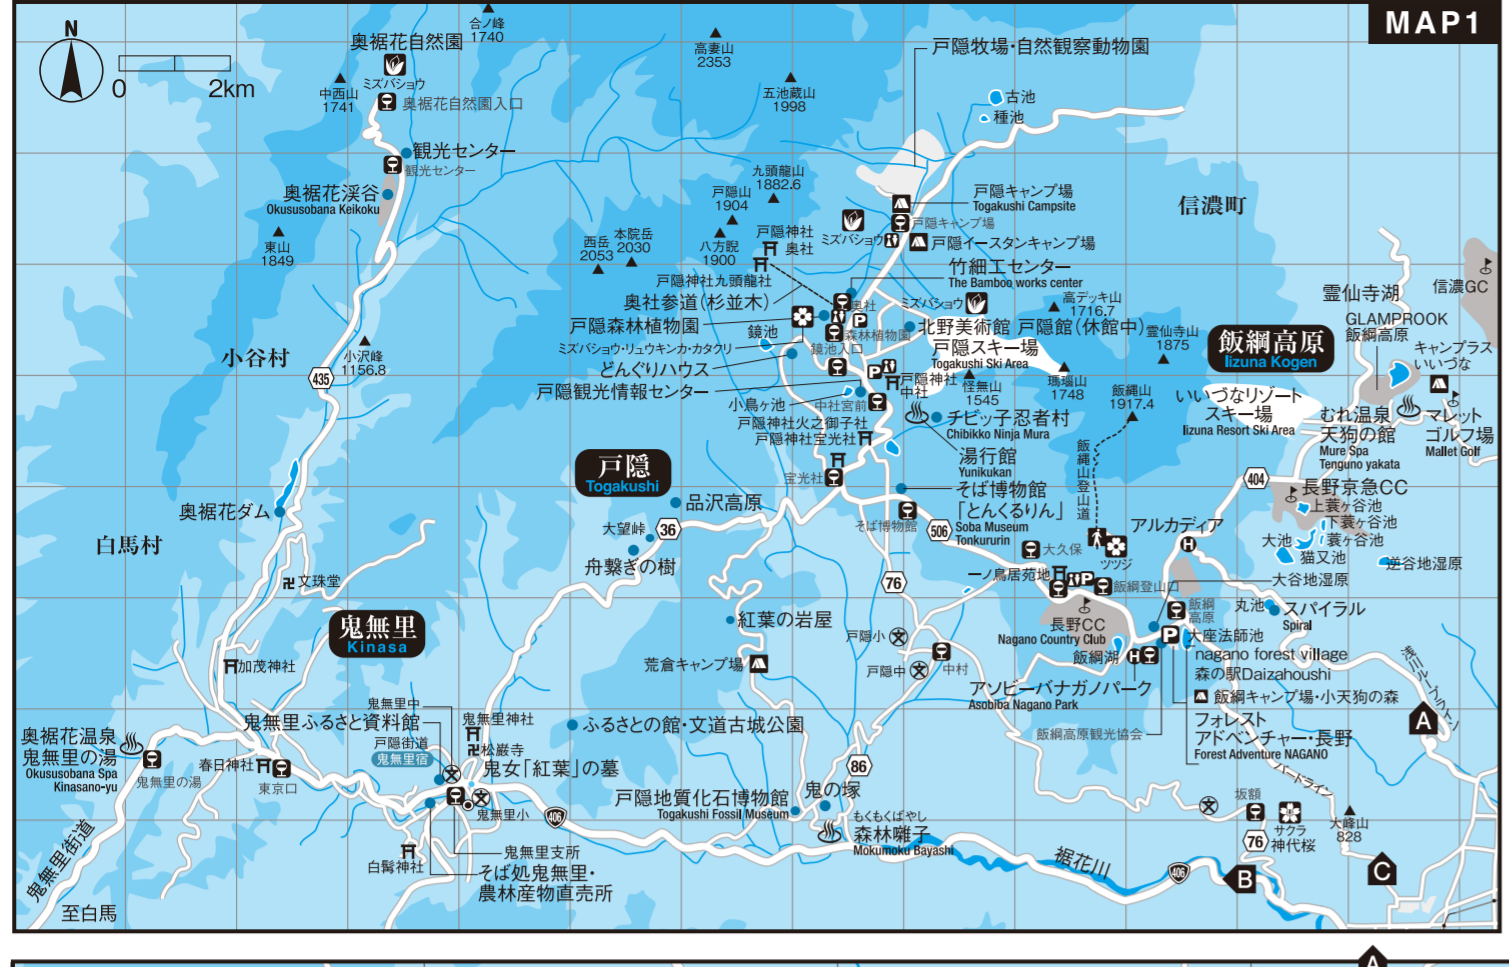 MAP1
N
0
2km
合ノ峰
1740
奥裾花自然園
ミズバショウ
奥裾花自然園入口
中西山
1741
高妻山
2353
五池蔵山
1998
戸隠牧場・自然観察動物園
古池
種池
観光センター
観光センター
奥裾花渓谷
Okususobana Keikoku
東山
1849
九頭龍山
1882.6
戸隠山
1904
本院岳
2030
西岳
2053
八方睨
1900
戸隠神社
奥社
戸隠神社九頭龍社
戸隠キャンプ場
Togakushi Campsite
戸隠キャンプ場
ミズバショウ
戸隠イースタンキャンプ場
信濃町
竹細工センター
The Bamboo works center
奥社参道(杉並木)
奥社
ミズバショウ
高デッキ山
1716.7
戸隠森林植物園
森林植物園
北野美術館 戸隠館(休館中)
ミズバショウ・リュウキンカ・カタクリ
鏡池
鏡池入口
戸隠スキー場
Togakushi Ski Area
霊仙寺山
1875
どんぐりハウス
戸隠観光情報センター
戸隠神社
中社
怪無山
1545
瑪瑙山
1748
飯縄山
1917.4
小鳥ヶ池
中社宮前
戸隠神社火之御子社
戸隠神社宝光社
チビッ子忍者村
Chibikko Ninja Mura
湯行館
Yunikukan
宝光社
そば博物館
「とんくるりん」
Soba Museum
Tonkururin
そば博物館
飯縄山登山道
霊仙寺湖
信濃GC
GLAMPROOK
飯綱高原
キャンプラス
いいづな
飯綱高原
Iizuna Kogen
いいづなリゾート
スキー場
Iizuna Resort Ski Area
むれ温泉
天狗の館
Mure Spa
Tenguno yakata
マレット
ゴルフ場
Mallet Golf
404
長野京急CC
上蓑ヶ谷池
下蓑ヶ谷池
蓑ヶ谷池
大池
猫又池
逆谷地湿原
アルカディア
小谷村
小沢峰
1156.8
435
戸隠
Togakushi
品沢高原
大望峠
36
舟繋ぎの樹
奥裾花ダム
白馬村
文珠堂
506
大久保
ツツジ
76
一ノ鳥居苑地
飯綱登山口
大谷地湿原
飯綱
高原
丸池
スパイラル
Spiral
長野CC
Nagano Country Club
大座法師池
飯綱湖
nagano forest village
森の駅Daizahoushi
飯綱キャンプ場・小天狗の森
アソビーバナガノパーク
Asobiba Nagano Park
飯綱高原観光協会
フォレスト
アドベンチャー・長野
Forest Adventure NAGANO
浅川ループライン
A
鬼無里
Kinasa
紅葉の岩屋
荒倉キャンプ場
戸隠小
戸隠中
中村
加茂神社
鬼無里中
鬼無里ふるさと資料館
鬼無里神社
戸隠街道
鬼無里宿
松巌寺
鬼女「紅葉」の墓
ふるさとの館・文道古城公園
奥裾花温泉
鬼無里の湯
Okususobana Spa
Kinasano-yu
鬼無里の湯
春日神社
東京口
鬼無里小
406
86
戸隠地質化石博物館
Togakushi Fossil Museum
鬼の塚
もくもくばやし
森林囃子
Mokumoku Bayashi
鬼無里街道
至白馬
白髯神社
鬼無里支所
そば処鬼無里・
農林産物直売所
裾花川
406
バードライン
坂額
サクラ
神代桜
大峰山
828
76
B
C
A